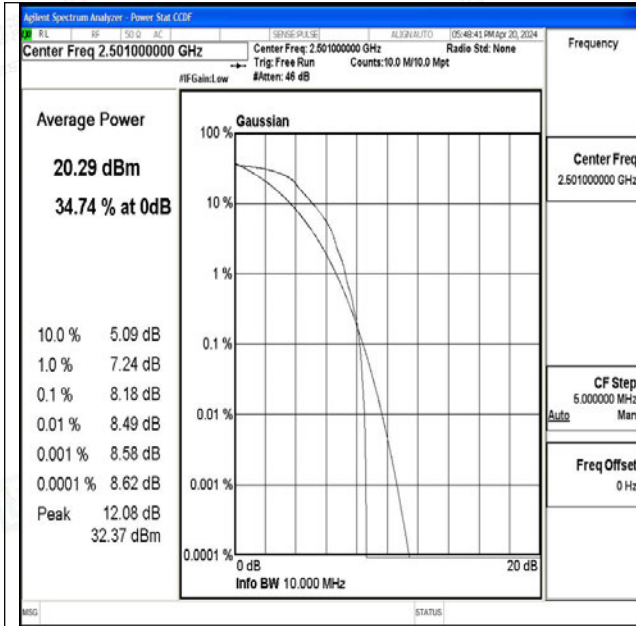 Agilent Spectrum Analyzer - Power Stat CCDF
RL RF 50 Ω AC SENSE:PULSE ALIGNAUTO 05:48:41 PM Apr 20, 2024
Center Freq 2.501000000 GHz
Center Freq: 2.501000000 GHz Radio Std: None
Trig: Free Run Counts:10.0 M/10.0 Mpt
#IFGain:Low #Atten: 46 dB
Frequency
Average Power
20.29 dBm
34.74 % at 0dB
10.0 % 5.09 dB
1.0 % 7.24 dB
0.1 % 8.18 dB
0.01 % 8.49 dB
0.001 % 8.58 dB
0.0001 % 8.62 dB
Peak 12.08 dB
32.37 dBm
Gaussian
100 %
10 %
1 %
0.1 %
0.01 %
0.001 %
0.0001 %
0 dB 20 dB
Info BW 10.000 MHz
Center Freq
2.501000000 GHz
CF Step
5.000000 MHz
Auto Man
Freq Offset
0 Hz
MSG STATUS